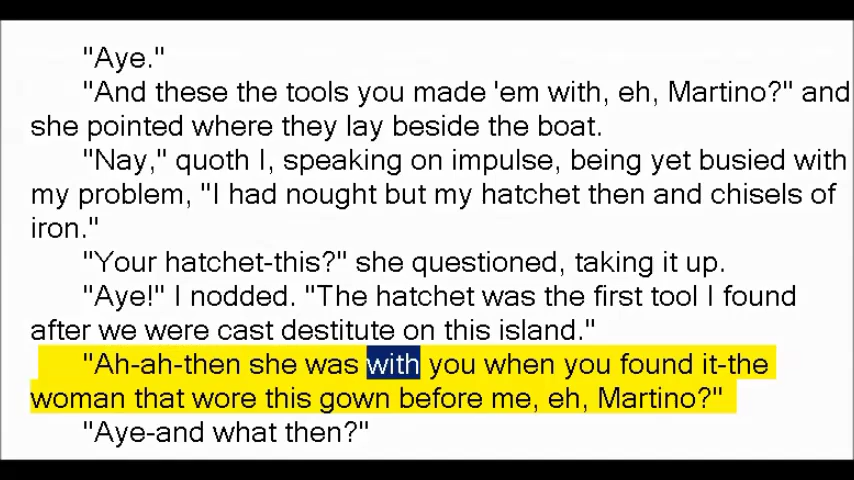 "Aye."
"And these the tools you made 'em with, eh, Martino?" and
she pointed where they lay beside the boat.
"Nay," quoth I, speaking on impulse, being yet busied with
my problem, "I had nought but my hatchet then and chisels of
iron."
"Your hatchet-this?" she questioned, taking it up.
"Aye!" I nodded. "The hatchet was the first tool I found
after we were cast destitute on this island."
"Ah-ah-then she was with you when you found it-the
woman that wore this gown before me, eh, Martino?"
"Aye-and what then?"